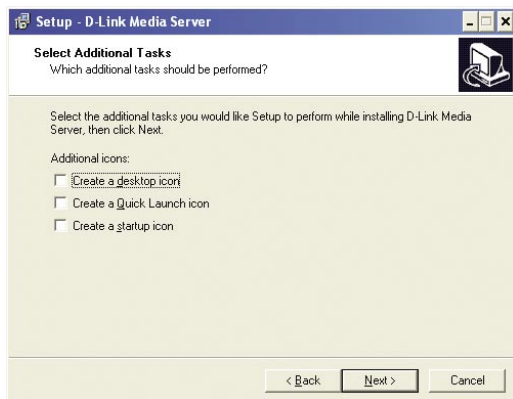 Setup - D-Link Media Server
Select Additional Tasks
Which additional tasks should be performed?
Select the additional tasks you would like Setup to perform while installing D-Link Media
Server, then click Next.
Additional icons:
Create a desktop icon
Create a Quick Launch icon
Create a startup icon
< Back
Next >
Cancel